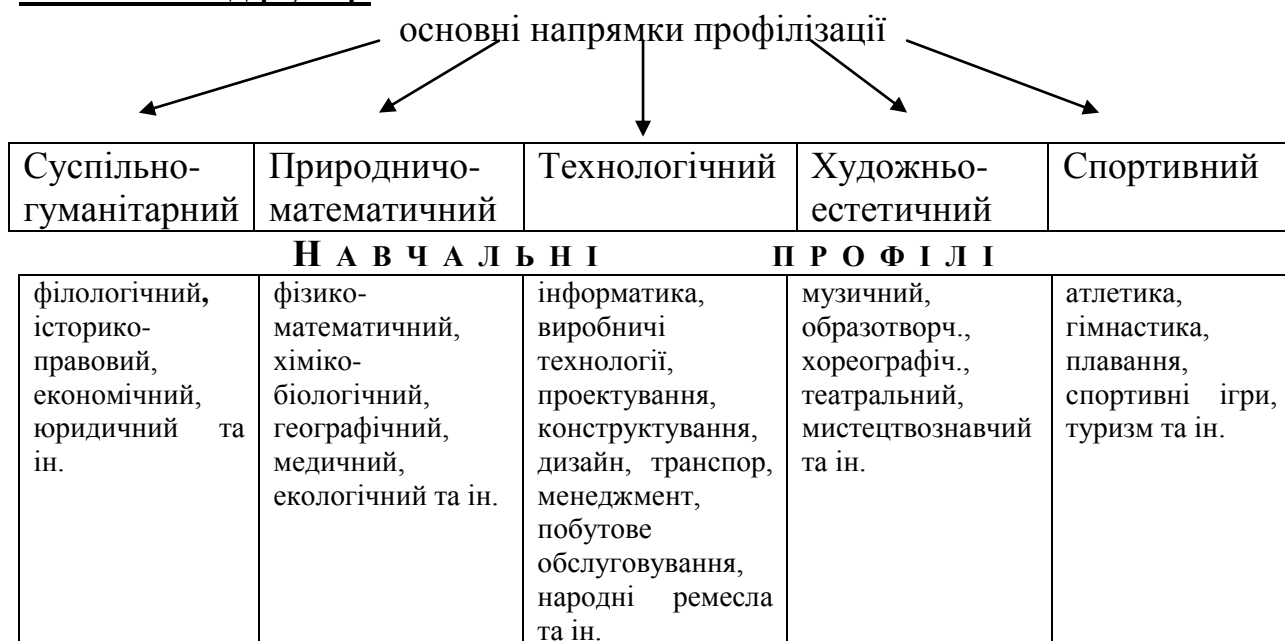 основні напрямки профілізації
Суспільно-
гуманітарний
Природничо-
математичний
Технологічний
Художньо-
естетичний
Спортивний
НАВЧАЛЬНІ ПРОФІЛІ
філологічний,
історико-
правовий,
економічний,
юридичний та
ін.
фізико-
математичний,
хіміко-
біологічний,
географічний,
медичний,
екологічний та ін.
інформатика,
виробничі
технології,
проектування,
конструктування,
дизайн, транспор,
менеджмент,
побутове
обслуговування,
народні ремесла
та ін.
музичний,
образотворч.,
хореографіч.,
театральний,
мистецтвознавчий
та ін.
атлетика,
гімнастика,
плавання,
спортивні ігри,
туризм та ін.